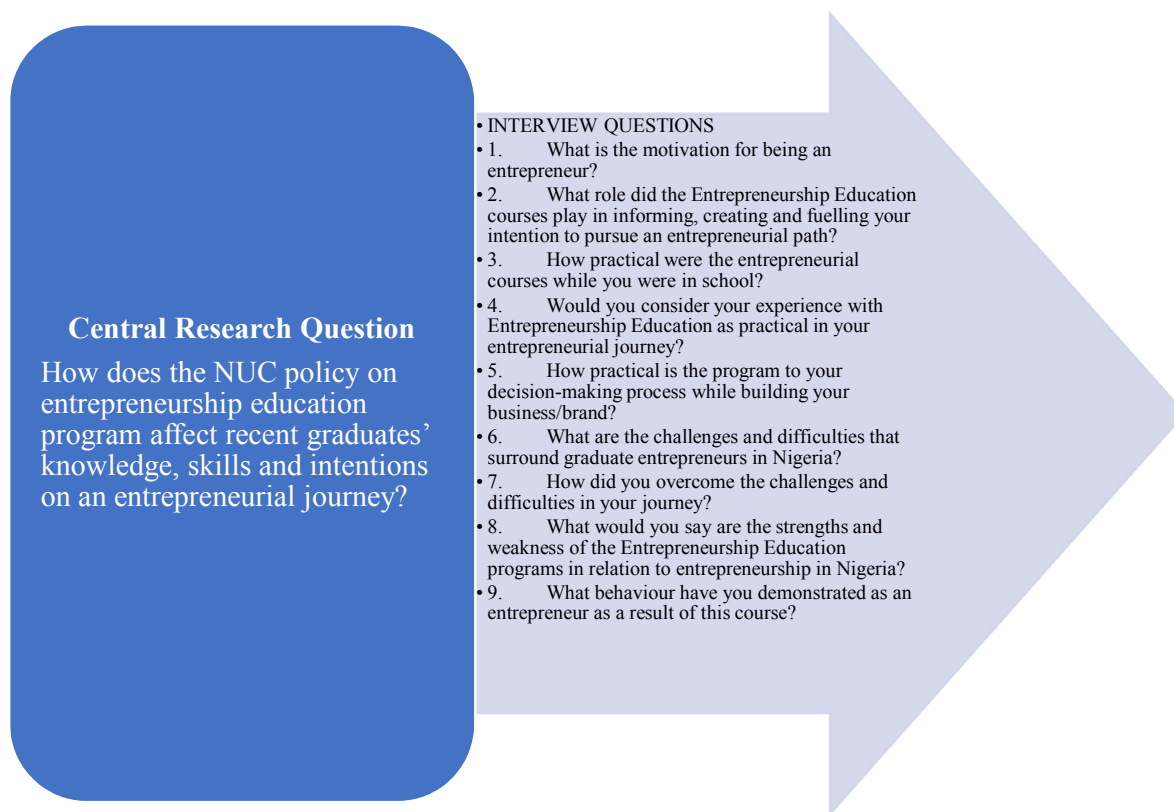 Central Research Question
How does the NUC policy on
entrepreneurship education
program affect recent graduates’
knowledge, skills and intentions
on an entrepreneurial journey?
• INTERVIEW QUESTIONS
• 1. What is the motivation for being an
entrepreneur?
• 2. What role did the Entrepreneurship Education
courses play in informing, creating and fuelling your
intention to pursue an entrepreneurial path?
• 3. How practical were the entrepreneurial
courses while you were in school?
• 4. Would you consider your experience with
Entrepreneurship Education as practical in your
entrepreneurial journey?
• 5. How practical is the program to your
decision-making process while building your
business/brand?
• 6. What are the challenges and difficulties that
surround graduate entrepreneurs in Nigeria?
• 7. How did you overcome the challenges and
difficulties in your journey?
• 8. What would you say are the strengths and
weakness of the Entrepreneurship Education
programs in relation to entrepreneurship in Nigeria?
• 9. What behaviour have you demonstrated as an
entrepreneur as a result of this course?